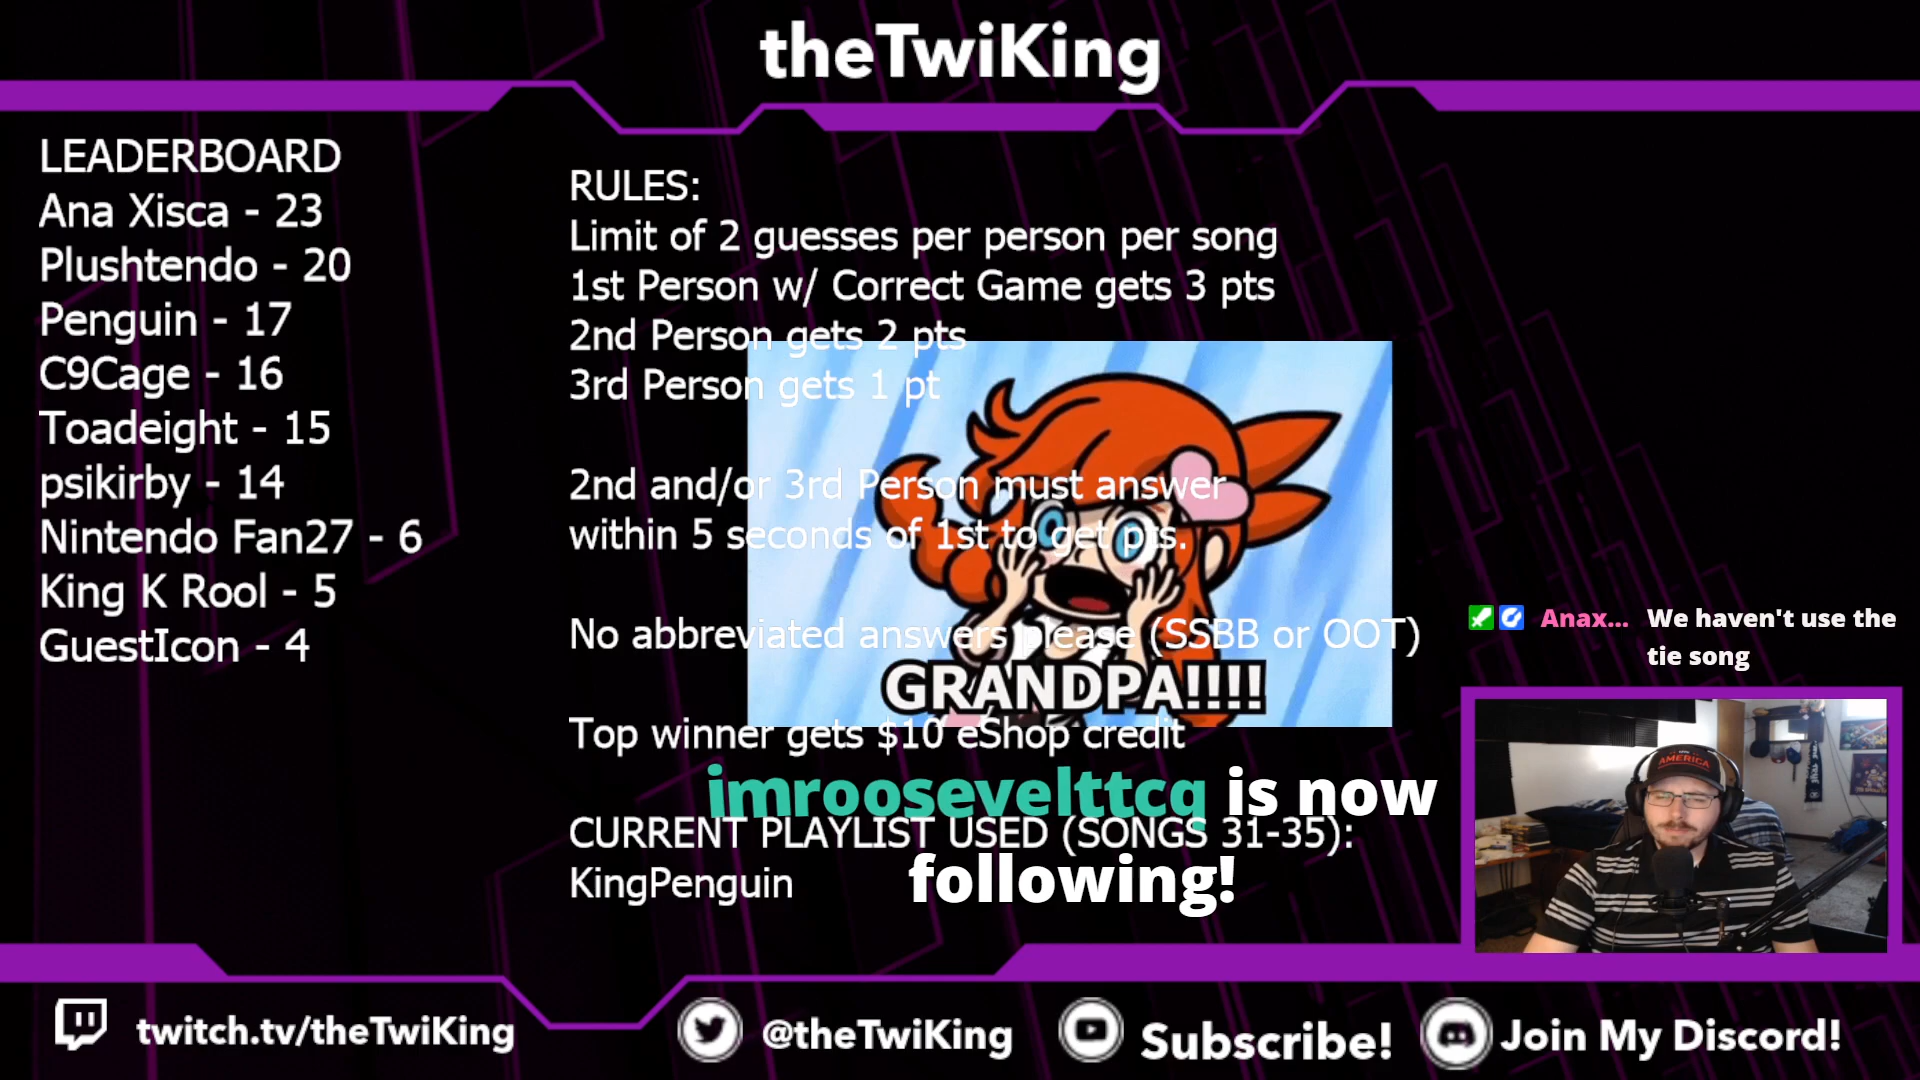 theTwiKing
LEADERBOARD
Ana Xisca - 23
Plushtendo - 20
Penguin - 17
C9Cage - 16
Toadeight - 15
psikirby - 14
Nintendo Fan27 - 6
King K Rool - 5
GuestIcon - 4
RULES:
Limit of 2 guesses per person per song
1st Person w/ Correct Game gets 3 pts
2nd Person gets 2 pts
3rd Person gets 1 pt
2nd and/or 3rd Person must answer
within 5 seconds of 1st to get pts.
No abbreviated answers please (SSBB or OOT)
GRANDPA!!!!
Top winner gets $10 eShop credit
imroosevelttcg is now
following!
CURRENT PLAYLIST USED (SONGS 31-35):
KingPenguin
Anax... We haven't use the
tie song
AMERICA
twitch.tv/theTwiKing
@theTwiKing
Subscribe!
Join My Discord!